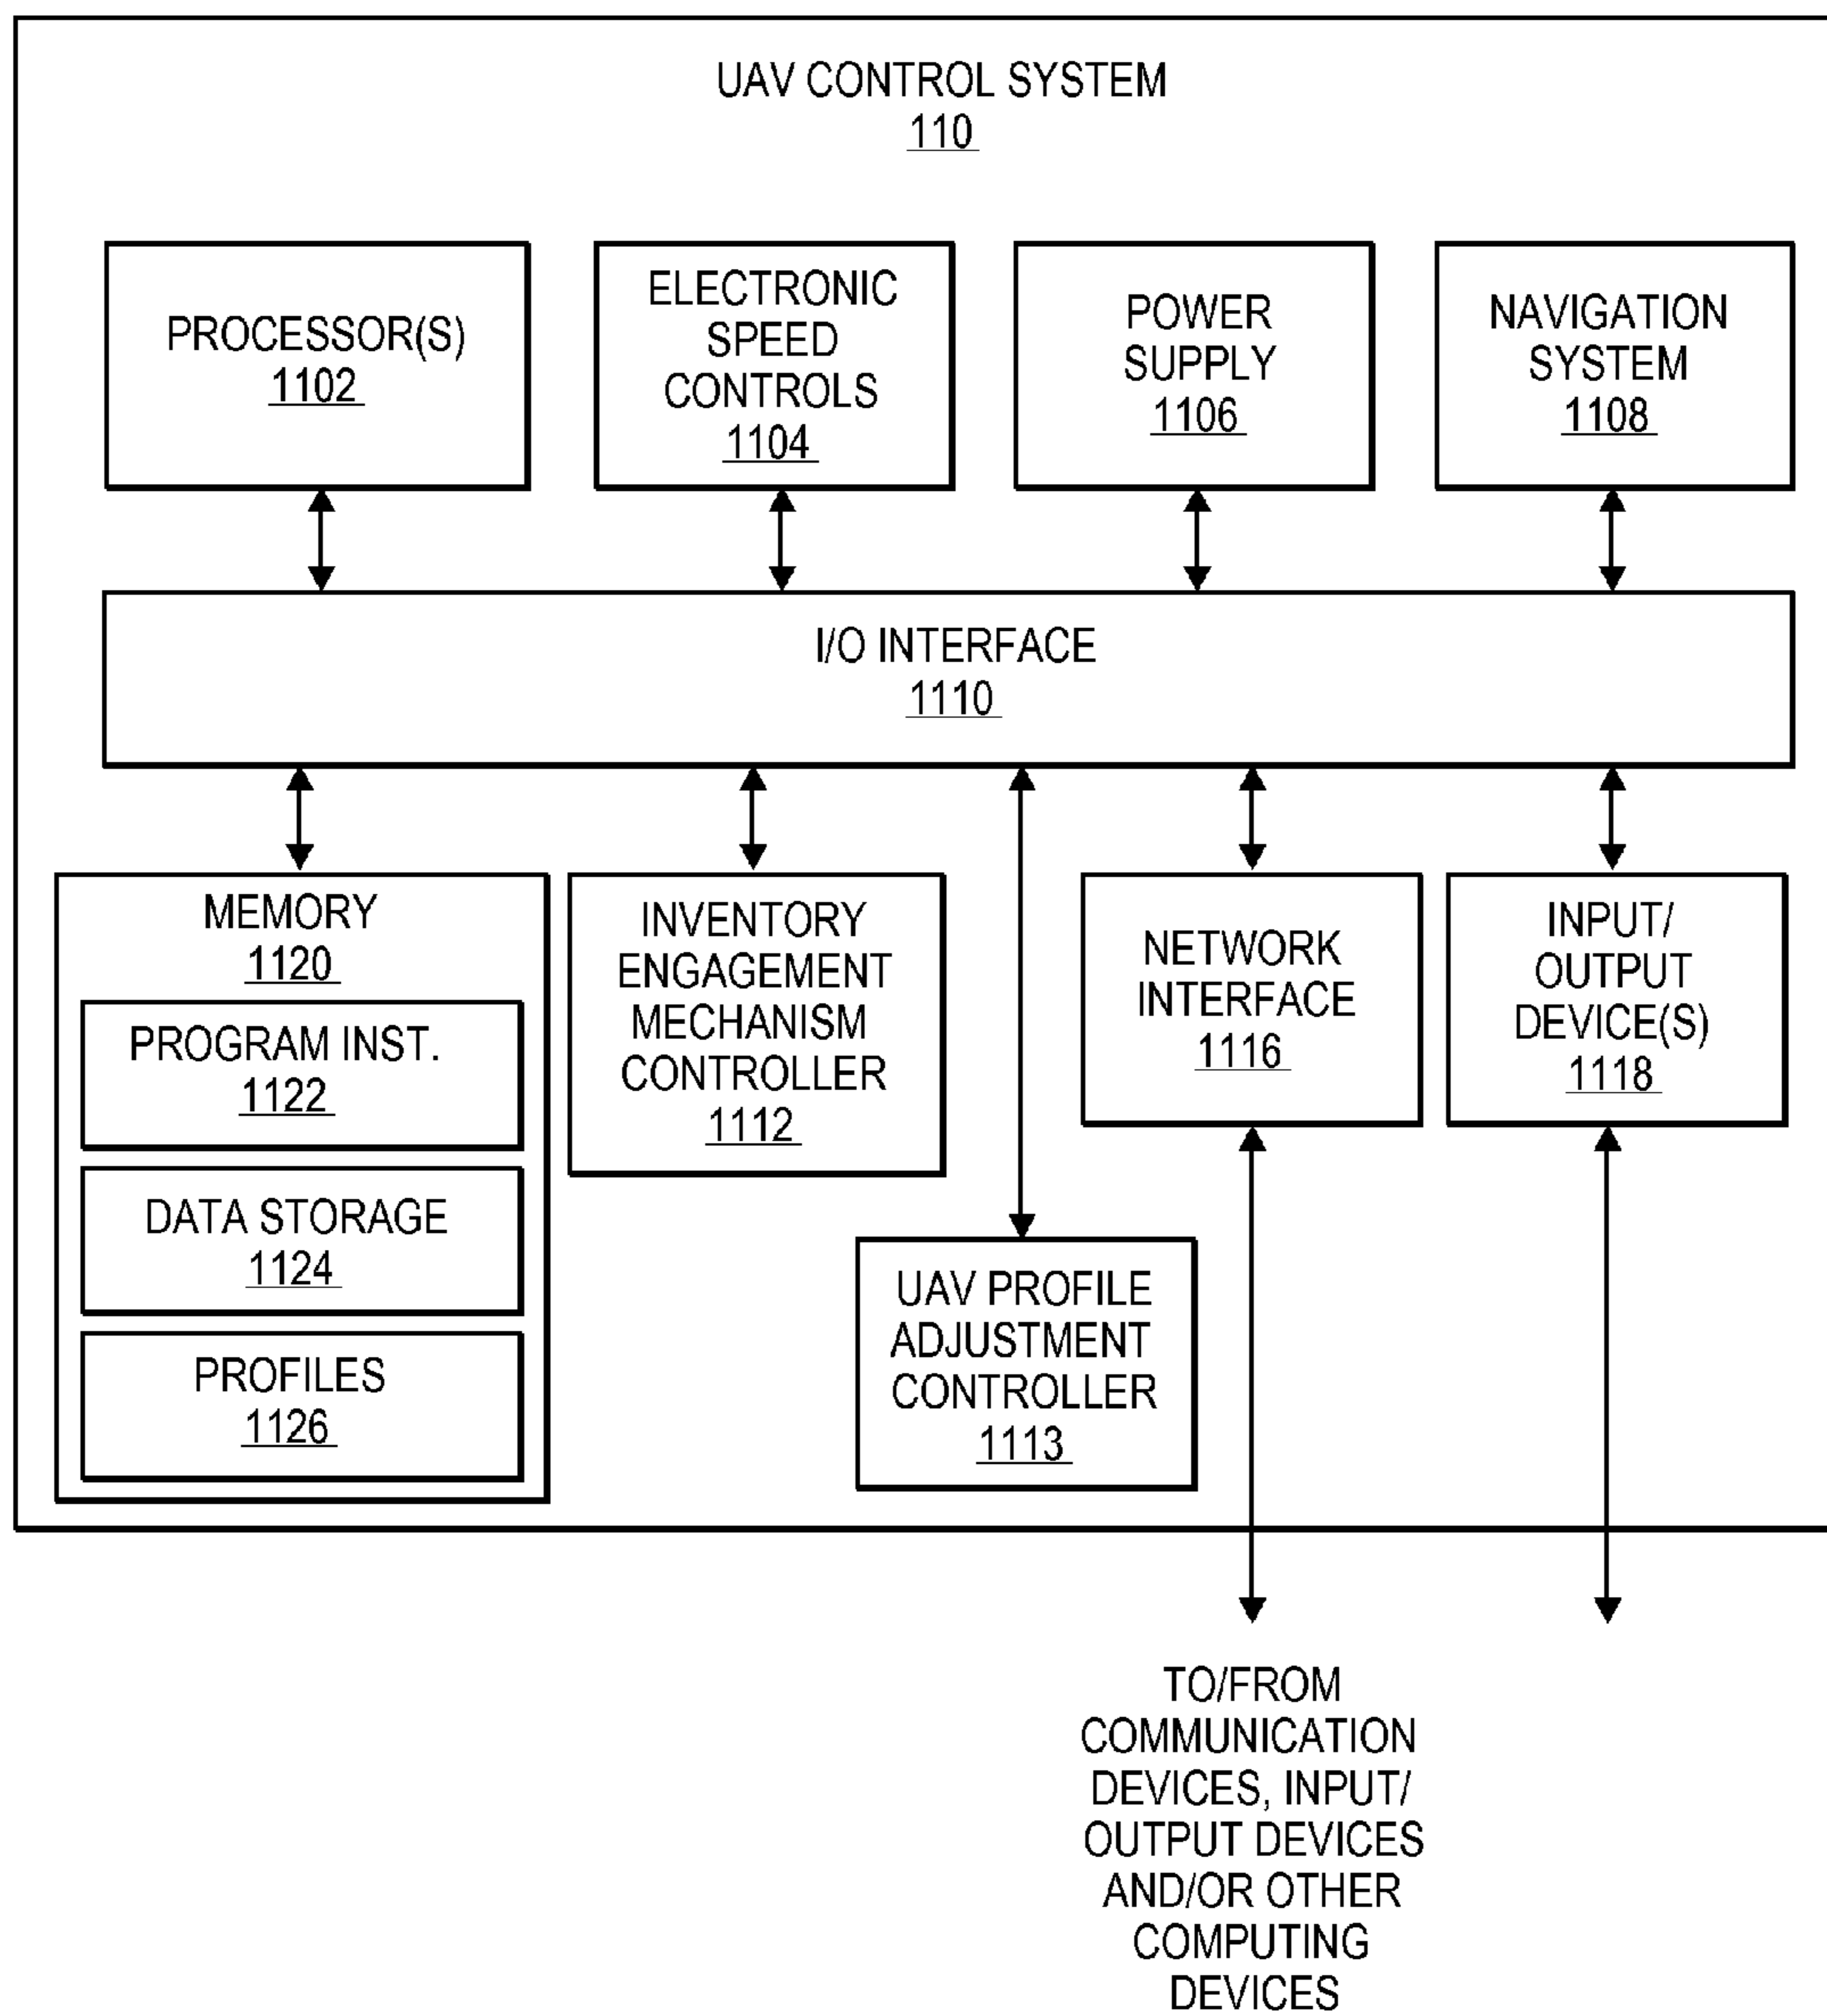 UAV CONTROL SYSTEM
110
PROCESSOR(S)
1102
ELECTRONIC
SPEED
CONTROLS
1104
POWER
SUPPLY
1106
NAVIGATION
SYSTEM
1108
I/O INTERFACE
1110
MEMORY
1120
PROGRAM INST.
1122
DATA STORAGE
1124
PROFILES
1126
INVENTORY
ENGAGEMENT
MECHANISM
CONTROLLER
1112
UAV PROFILE
ADJUSTMENT
CONTROLLER
1113
NETWORK
INTERFACE
1116
INPUT/
OUTPUT
DEVICE(S)
1118
TO/FROM
COMMUNICATION
DEVICES, INPUT/
OUTPUT DEVICES
AND/OR OTHER
COMPUTING
DEVICES